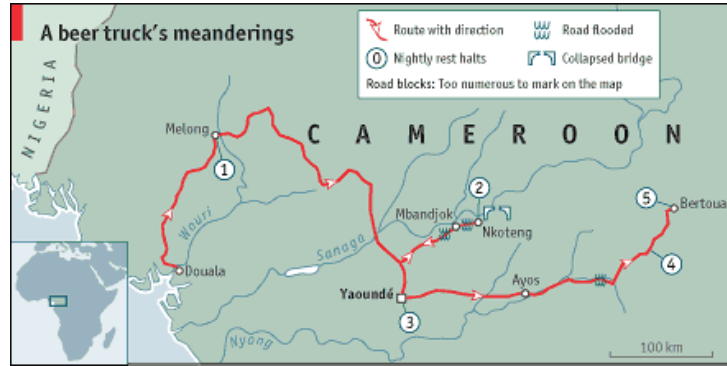 A beer truck's meanderings
Route with direction
Road flooded
0 Nightly rest halts
Collapsed bridge
Road blocks: Too numerous to mark on the map
NIGERIA
CAMEROON
Melong
1
Wouri
Douala
Sanaga
Mbandjok
2
Nkoteng
5
Bertoua
4
Ayos
Yaoundé
3
Nyong
100 km